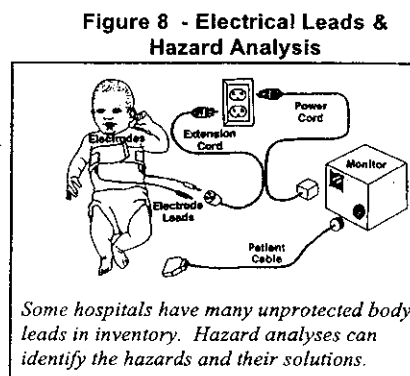 Figure 8 - Electrical Leads &
Hazard Analysis
Electrodes
Extension
Cord
Power
Cord
Monitor
Electrode
Leads
Patient
Cable
Some hospitals have many unprotected body
leads in inventory. Hazard analyses can
identify the hazards and their solutions.